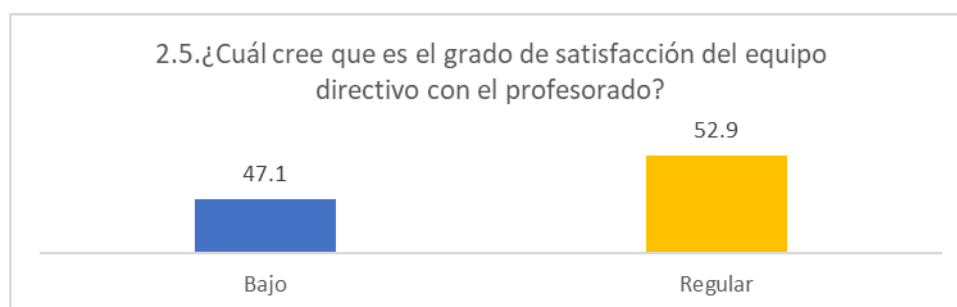 2.5.¿Cuál cree que es el grado de satisfacción del equipo
directivo con el profesorado?
52.9
47.1
Bajo
Regular